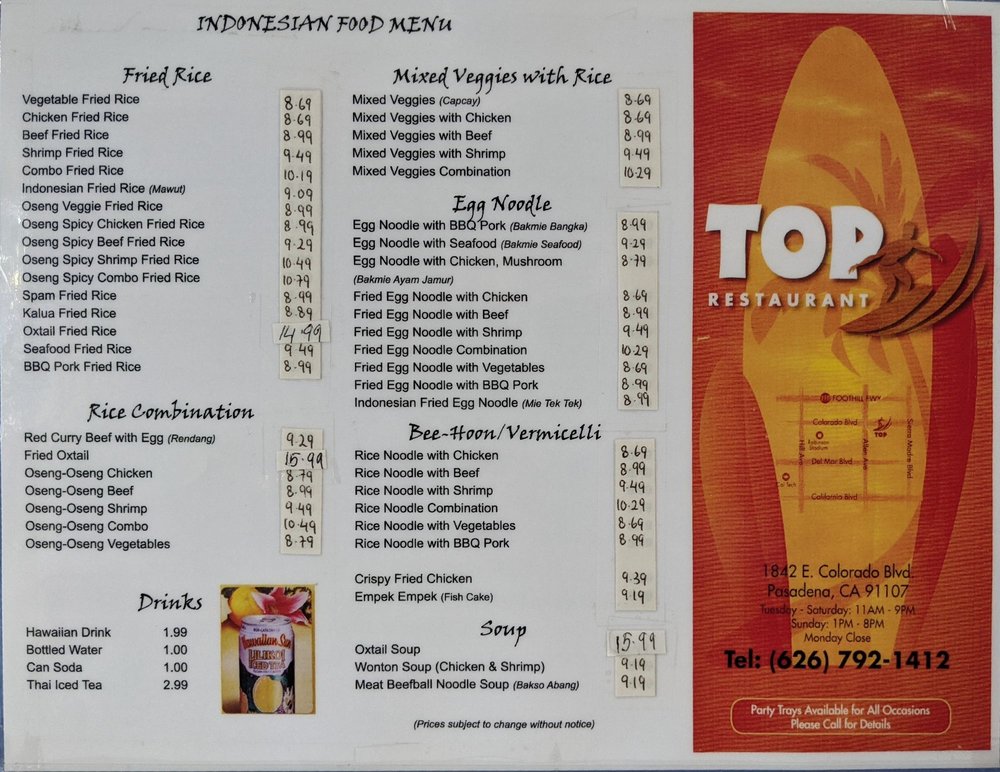 INDONESIAN FOOD MENU
Fried Rice
Vegetable Fried Rice 8.69
Chicken Fried Rice 8.69
Beef Fried Rice 8.99
Shrimp Fried Rice 9.49
Combo Fried Rice 10.19
Indonesian Fried Rice (Mawut) 9.09
Oseng Veggie Fried Rice 8.99
Oseng Spicy Chicken Fried Rice 8.99
Oseng Spicy Beef Fried Rice 9.29
Oseng Spicy Shrimp Fried Rice 10.49
Oseng Spicy Combo Fried Rice 10.79
Spam Fried Rice 8.99
Kalua Fried Rice 8.89
Oxtail Fried Rice 14.99
Seafood Fried Rice 9.49
BBQ Pork Fried Rice 8.99
Rice Combination
Red Curry Beef with Egg (Rendang) 9.29
Fried Oxtail 15.99
Oseng-Oseng Chicken 8.79
Oseng-Oseng Beef 8.99
Oseng-Oseng Shrimp 9.49
Oseng-Oseng Combo 10.49
Oseng-Oseng Vegetables 8.79
Drinks
Hawaiian Drink 1.99
Bottled Water 1.00
Can Soda 1.00
Thai Iced Tea 2.99
Hawaiian Sun
LILIKOI
ICED TEA
Mixed Veggies with Rice
Mixed Veggies (Capcay) 8.69
Mixed Veggies with Chicken 8.69
Mixed Veggies with Beef 8.99
Mixed Veggies with Shrimp 9.49
Mixed Veggies Combination 10.29
Egg Noodle
Egg Noodle with BBQ Pork (Bakmie Bangka) 8.99
Egg Noodle with Seafood (Bakmie Seafood) 9.29
Egg Noodle with Chicken, Mushroom 8.79
(Bakmie Ayam Jamur)
Fried Egg Noodle with Chicken 8.69
Fried Egg Noodle with Beef 8.99
Fried Egg Noodle with Shrimp 9.49
Fried Egg Noodle Combination 10.29
Fried Egg Noodle with Vegetables 8.69
Fried Egg Noodle with BBQ Pork 8.99
Indonesian Fried Egg Noodle (Mie Tek Tek) 8.99
Bee-Hoon/Vermicelli
Rice Noodle with Chicken 8.69
Rice Noodle with Beef 8.99
Rice Noodle with Shrimp 9.49
Rice Noodle Combination 10.29
Rice Noodle with Vegetables 8.69
Rice Noodle with BBQ Pork 8.99
Crispy Fried Chicken 9.39
Empek Empek (Fish Cake) 9.19
Soup
Oxtail Soup 15.99
Wonton Soup (Chicken & Shrimp) 9.19
Meat Beefball Noodle Soup (Bakso Abang) 9.19
(Prices subject to change without notice)
TOP
RESTAURANT
210 FOOTHILL FWY
Colorado Blvd
TOP
Robinson
Stadium
Hill Ave
Allen Ave
Sierra Madre Blvd
Del Mar Blvd
Cal Tech
California Blvd
1842 E. Colorado Blvd.
Pasadena, CA 91107
Tuesday - Saturday: 11AM - 9PM
Sunday: 1PM - 8PM
Monday Close
Tel: (626) 792-1412
Party Trays Available for All Occasions
Please Call for Details